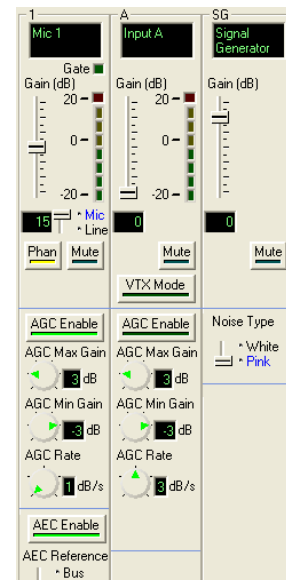 1
Mic 1
Gate
Gain (dB)
20
0
-20
15
Mic
Line
Phan
Mute
AGC Enable
AGC Max Gain
3 dB
AGC Min Gain
-3 dB
AGC Rate
1 dB/s
AEC Enable
AEC Reference
Bus
A
Input A
Gain (dB)
20
0
-20
0
Mute
VTX Mode
AGC Enable
AGC Max Gain
3 dB
AGC Min Gain
-3 dB
AGC Rate
3 dB/s
SG
Signal
Generator
Gain (dB)
0
Mute
Noise Type
White
Pink